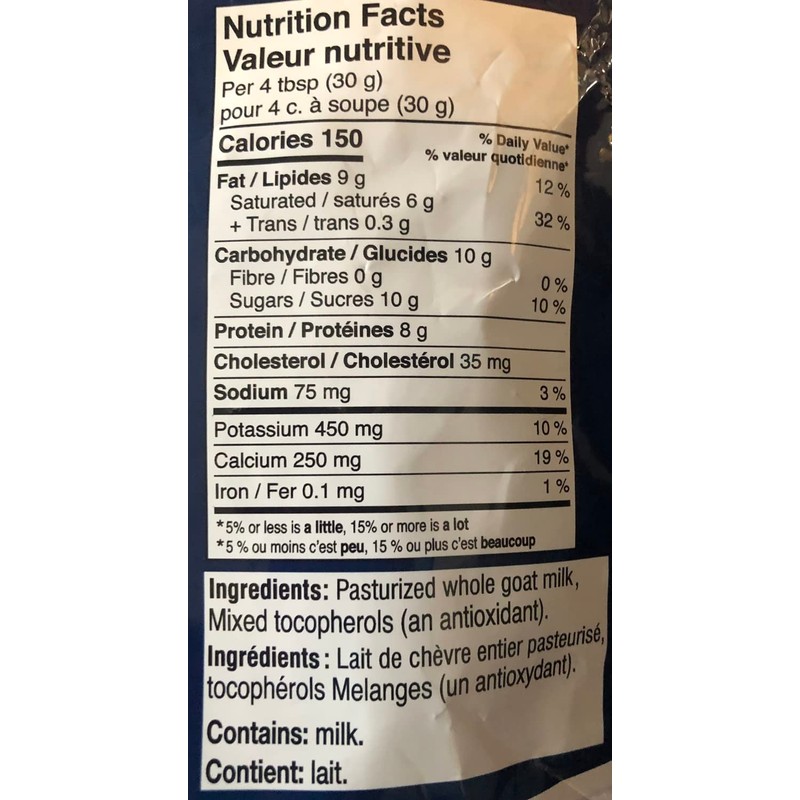 Nutrition Facts
Valeur nutritive
Per 4 tbsp (30 g)
pour 4 c. à soupe (30 g)
Calories 150
% Daily Value*
% valeur quotidienne*
Fat / Lipides 9 g 12 %
Saturated / saturés 6 g
+ Trans / trans 0.3 g 32 %
Carbohydrate / Glucides 10 g
Fibre / Fibres 0 g 0 %
Sugars / Sucres 10 g 10 %
Protein / Protéines 8 g
Cholesterol / Cholestérol 35 mg
Sodium 75 mg 3 %
Potassium 450 mg 10 %
Calcium 250 mg 19 %
Iron / Fer 0.1 mg 1 %
*5% or less is a little, 15% or more is a lot
*5 % ou moins c'est peu, 15 % ou plus c'est beaucoup
Ingredients: Pasturized whole goat milk,
Mixed tocopherols (an antioxidant).
Ingrédients : Lait de chèvre entier pasteurisé,
tocophérols Melanges (un antioxydant).
Contains: milk.
Contient: lait.